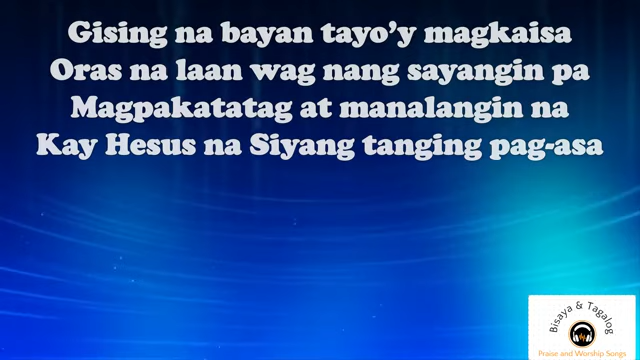 Gising na bayan tayo’y magkaisa
Oras na laan wag nang sayangin pa
Magpakatatag at manalangin na
Kay Hesus na Siyang tanging pag-asa
Bisaya & Tagalog
Praise and Worship Songs